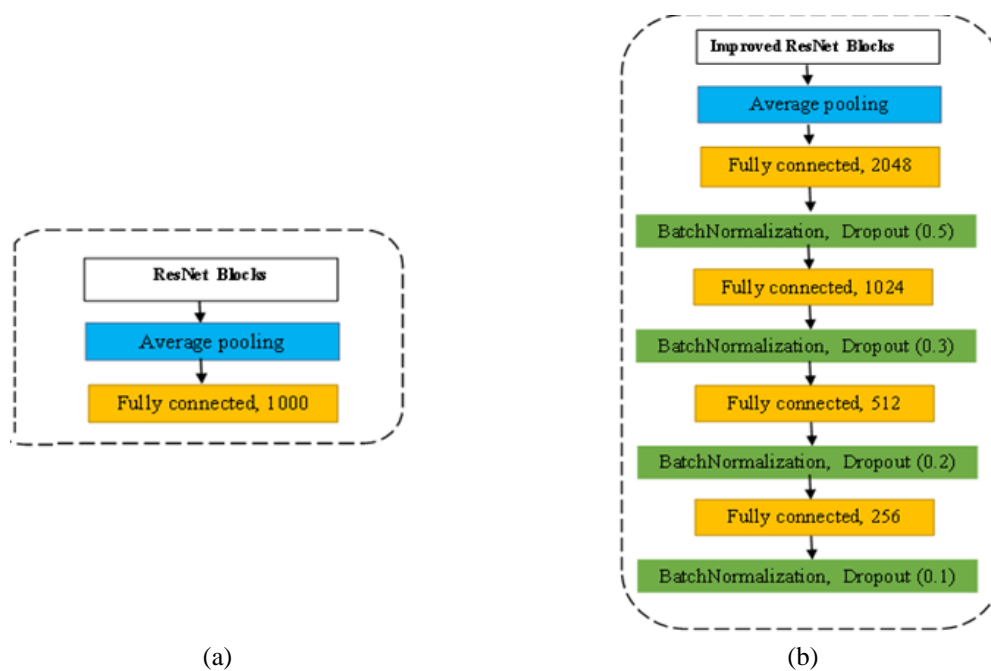 ResNet Blocks
Average pooling
Fully connected, 1000
(a)
Improved ResNet Blocks
Average pooling
Fully connected, 2048
BatchNormalization, Dropout (0.5)
Fully connected, 1024
BatchNormalization, Dropout (0.3)
Fully connected, 512
BatchNormalization, Dropout (0.2)
Fully connected, 256
BatchNormalization, Dropout (0.1)
(b)